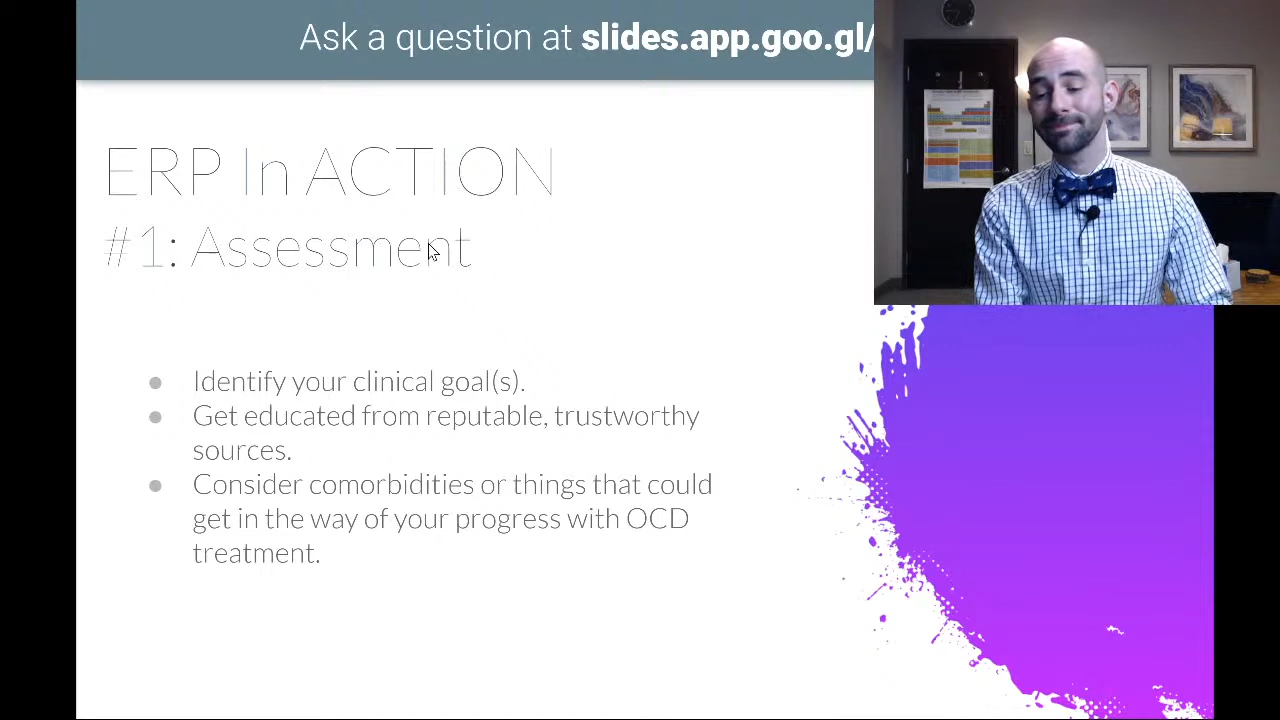 Ask a question at slides.app.goo.gl/
ERP In ACTION
#1: Assessment
● Identify your clinical goal(s).
● Get educated from reputable, trustworthy
sources.
● Consider comorbidities or things that could
get in the way of your progress with OCD
treatment.